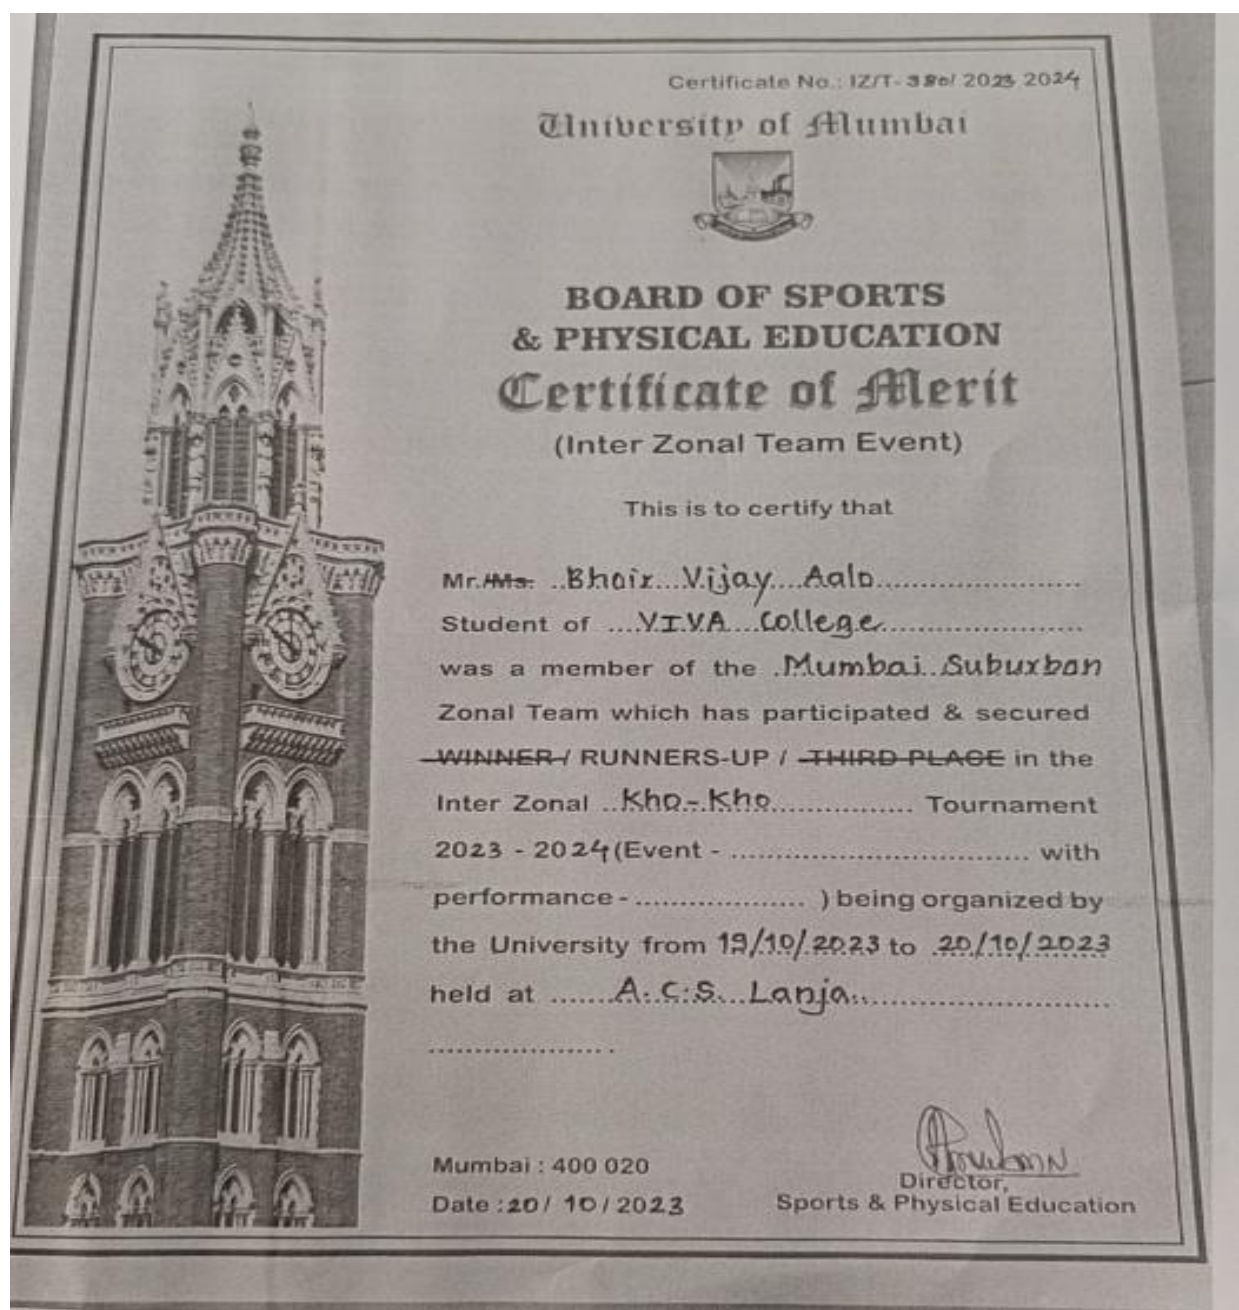 Certificate No.: IZ/T-380/ 2023 2024
University of Mumbai
BOARD OF SPORTS
& PHYSICAL EDUCATION
Certificate of Merit
(Inter Zonal Team Event)
This is to certify that
Mr./Ms. ..Bhoir...Vijay...Aalo..............................
Student of ....VIVA...College............................
was a member of the .Mumbai..Suburban
Zonal Team which has participated & secured
WINNER / RUNNERS-UP / THIRD PLACE in the
Inter Zonal ..Kho-Kho.................... Tournament
2023 - 2024 (Event - ................................... with
performance - .................... ) being organized by
the University from 19/10/2023 to 20/10/2023
held at .......A.C.S...Lanja..................................
......................
Mumbai : 400 020
Date : 20/ 10 / 2023
Director,
Sports & Physical Education